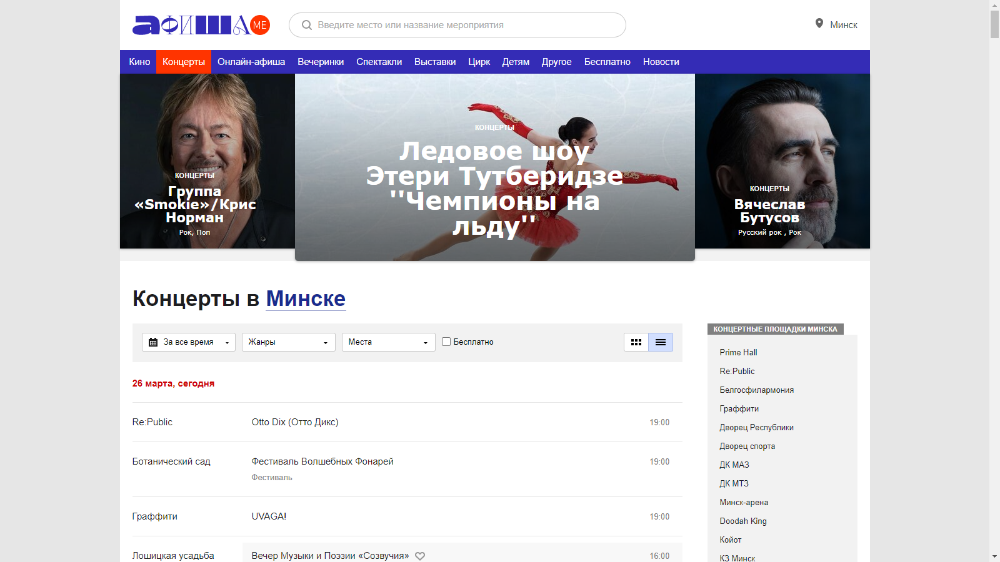 афиша ME
Введите место или название мероприятия
Минск
Кино Концерты Онлайн-афиша Вечеринки Спектакли Выставки Цирк Детям Другое Бесплатно Новости
КОНЦЕРТЫ
Группа
«Smokie»/Крис
Норман
Рок, Поп
КОНЦЕРТЫ
Ледовое шоу
Этери Тутберидзе
''Чемпионы на
льду''
КОНЦЕРТЫ
Вячеслав
Бутусов
Русский рок , Рок
Концерты в Минске
За все время Жанры Места Бесплатно
26 марта, сегодня
Re:Public Otto Dix (Отто Дикс) 19:00
Ботанический сад Фестиваль Волшебных Фонарей 19:00
Фестиваль
Граффити UVAGA! 19:00
Лошицкая усадьба Вечер Музыки и Поэзии «Созвучия» 16:00
КОНЦЕРТНЫЕ ПЛОЩАДКИ МИНСКА
Prime Hall
Re:Public
Белгосфилармония
Граффити
Дворец Республики
Дворец спорта
ДК МАЗ
ДК МТЗ
Минск-арена
Doodah King
Койот
КЗ Минск